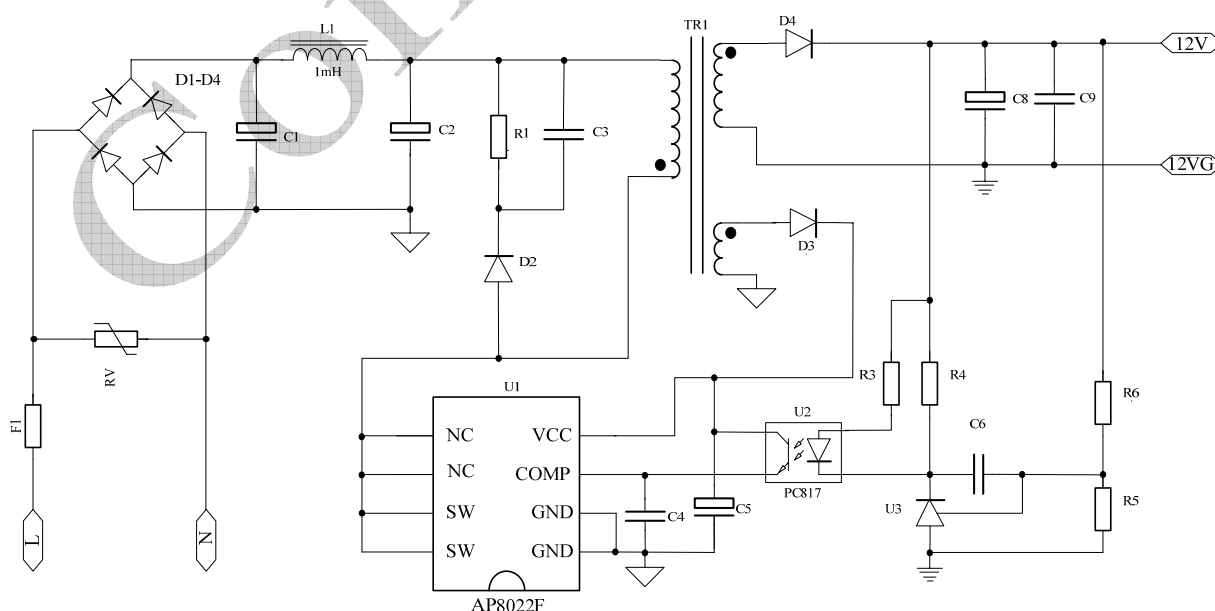 TR1
D4
L1
1mH
12V
D1-D4
C1
C2
R1
C3
C8
C9
12VG
D3
D2
RV
F1
L
N
U1
NC
VCC
NC
COMP
SW
GND
SW
GND
AP8022F
C4
C5
U2
PC817
R3
R4
C6
U3
R6
R5